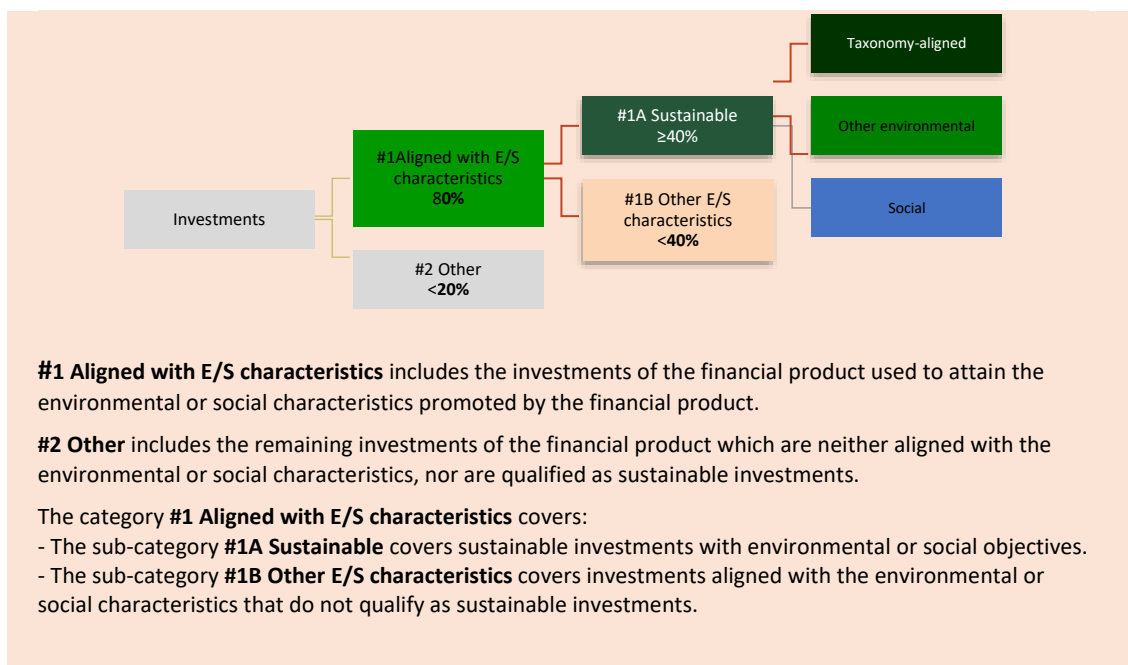 Taxonomy-aligned
#1A Sustainable
≥40%
Other environmental
#1Aligned with E/S
characteristics
80%
#1B Other E/S
characteristics
<40%
Social
Investments
#2 Other
<20%
#1 Aligned with E/S characteristics includes the investments of the financial product used to attain the
environmental or social characteristics promoted by the financial product.
#2 Other includes the remaining investments of the financial product which are neither aligned with the
environmental or social characteristics, nor are qualified as sustainable investments.
The category #1 Aligned with E/S characteristics covers:
- The sub-category #1A Sustainable covers sustainable investments with environmental or social objectives.
- The sub-category #1B Other E/S characteristics covers investments aligned with the environmental or
social characteristics that do not qualify as sustainable investments.